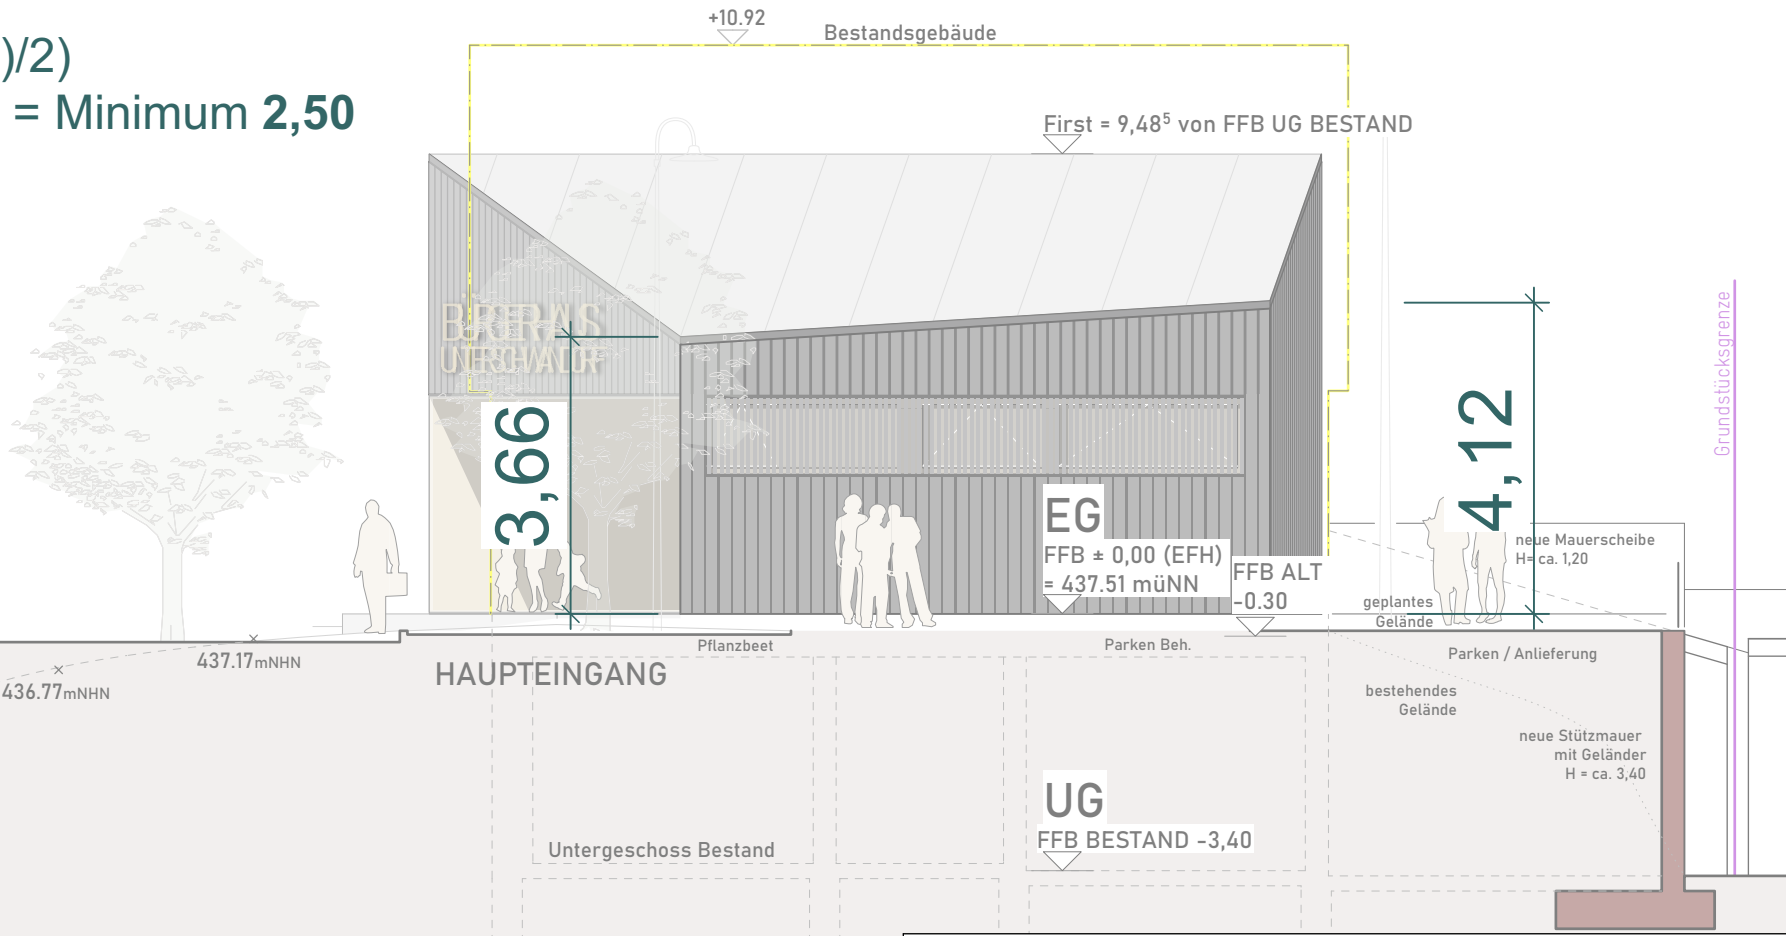 )/2)
= Minimum 2,50
+10.92
Bestandsgebäude
First = 9,48⁵ von FFB UG BESTAND
BÜRGERHAUS
UNTERSCHWANDORF
3,66
4,12
Grundstücksgrenze
EG
FFB ± 0,00 (EFH)
= 437.51 müNN
FFB ALT
-0.30
neue Mauerscheibe
H= ca. 1,20
geplantes
Gelände
437.17mNHN
436.77mNHN
HAUPTEINGANG
Pflanzbeet
Parken Beh.
Parken / Anlieferung
bestehendes
Gelände
neue Stützmauer
mit Geländer
H = ca. 3,40
UG
FFB BESTAND -3,40
Untergeschoss Bestand